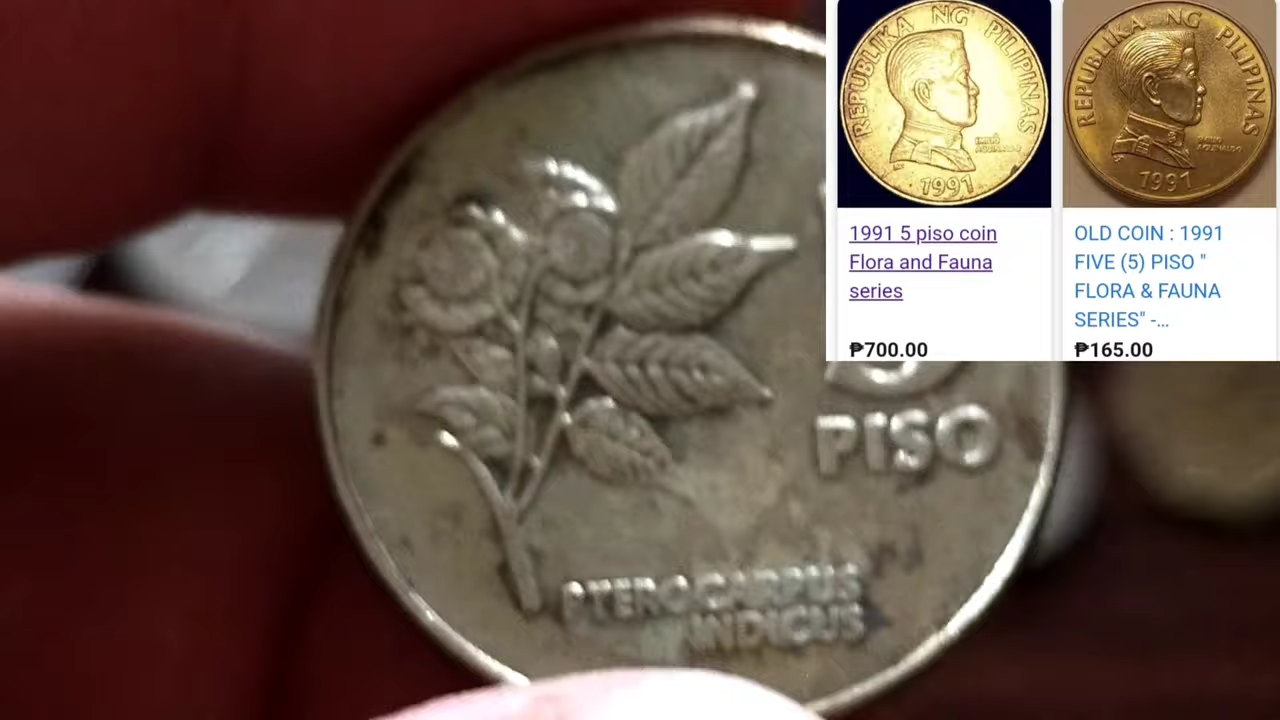 REPUBLIKA NG PILIPINAS
1991
REPUBLIKA NG PILIPINAS
1991
1991 5 piso coin
Flora and Fauna
series
₱700.00
OLD COIN : 1991
FIVE (5) PISO "
FLORA & FAUNA
SERIES" -...
₱165.00
PISO
PTEROCARPUS
INDICUS